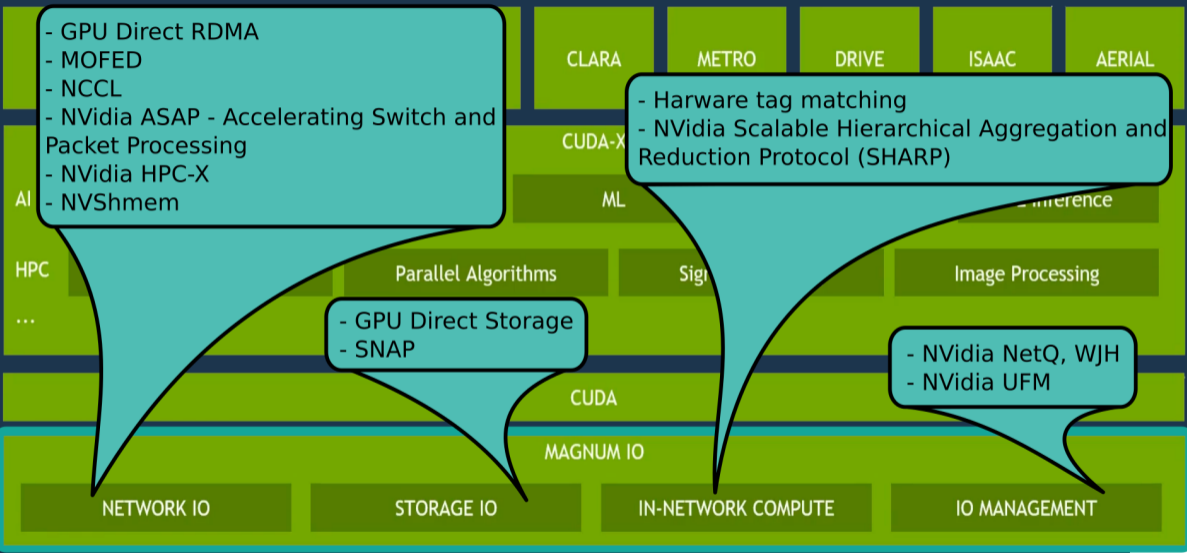 - GPU Direct RDMA
- MOFED
- NCCL
- NVidia ASAP - Accelerating Switch and
Packet Processing
- NVidia HPC-X
- NVShmem
CLARA
METRO
DRIVE
ISAAC
AERIAL
- Harware tag matching
- NVidia Scalable Hierarchical Aggregation and
Reduction Protocol (SHARP)
CUDA-X
AI
ML
HPC
Parallel Algorithms
Image Processing
...
- GPU Direct Storage
- SNAP
- NVidia NetQ, WJH
- NVidia UFM
CUDA
MAGNUM IO
NETWORK IO
STORAGE IO
IN-NETWORK COMPUTE
IO MANAGEMENT